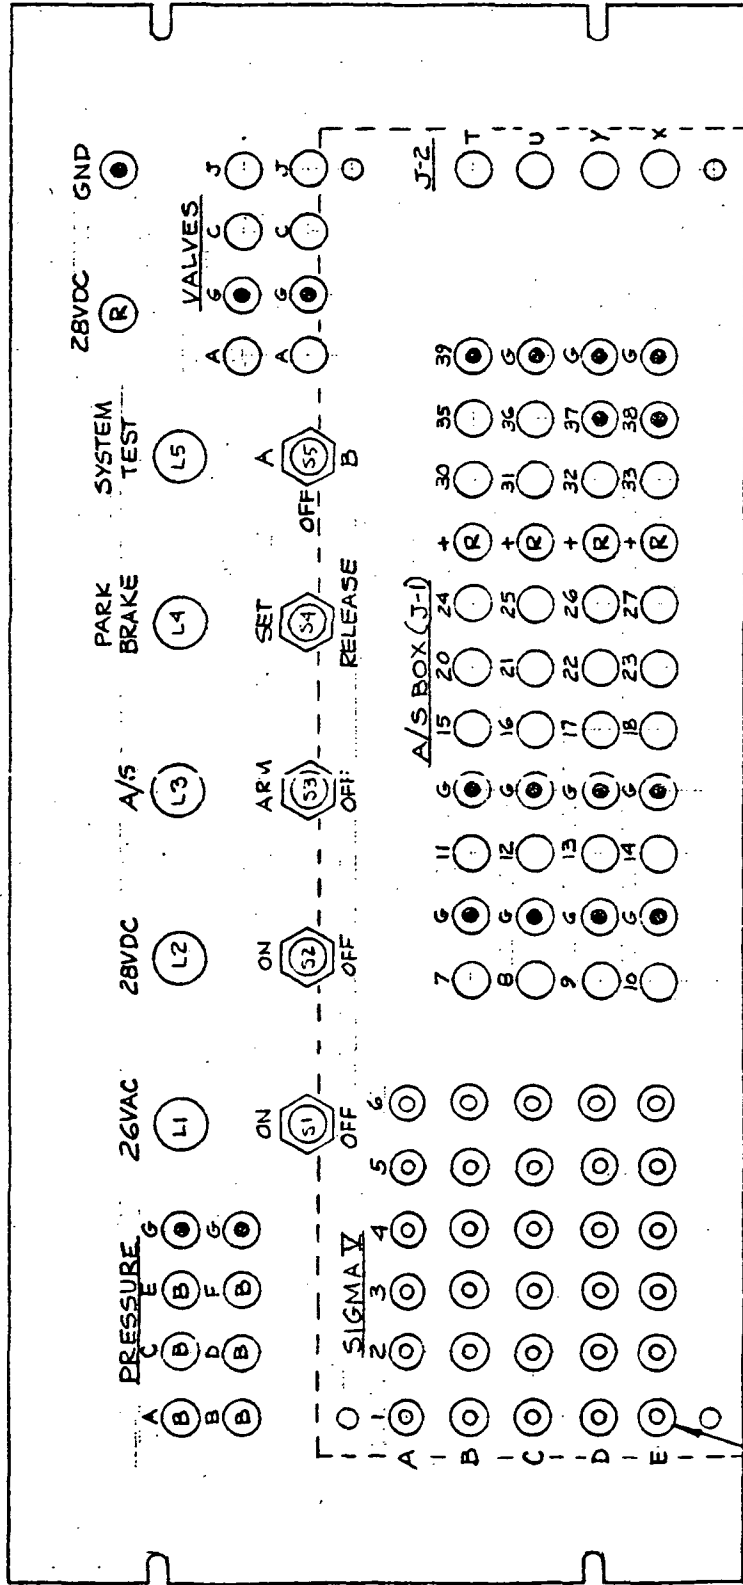 26VAC 28VDC A/S PARK BRAKE SYSTEM TEST 28VDC GND
PRESSURE
A C E G
B B B
L1 L2 L3 L4 L5 R
B D F G
B B B
VALVES
A G C J
ON ON ARM SET A
S1 S2 S3 S4 S5
OFF
A G C J
OFF OFF OFF RELEASE B
SIGMA V
A/S BOX (J-1)
J-2
1 2 3 4 5 6
A
7 G 11 G 15 20 24 + 30 35 39
B R T
8 G 12 G 16 21 25 + 31 36 G
C R U
9 G 13 G 17 22 26 + 32 37 G
D R Y
10 G 14 G 18 23 27 + 33 38 G
E R X